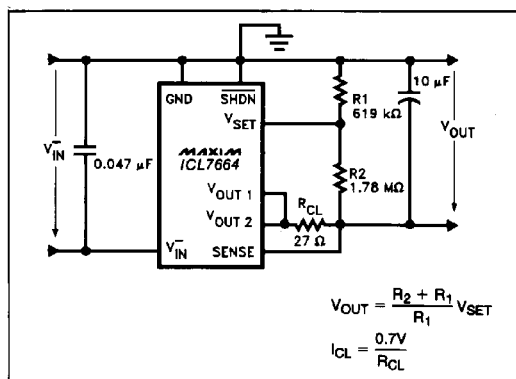 GND
S̅H̅D̅N̅
VSET
MAXIM
ICL7664
VOUT 1
VOUT 2
V⁻IN
SENSE
V⁻IN
0.047 µF
R1
619 kΩ
R2
1.78 MΩ
RCL
27 Ω
10 µF
VOUT
VOUT = (R2 + R1) / R1 VSET
ICL = 0.7V / RCL